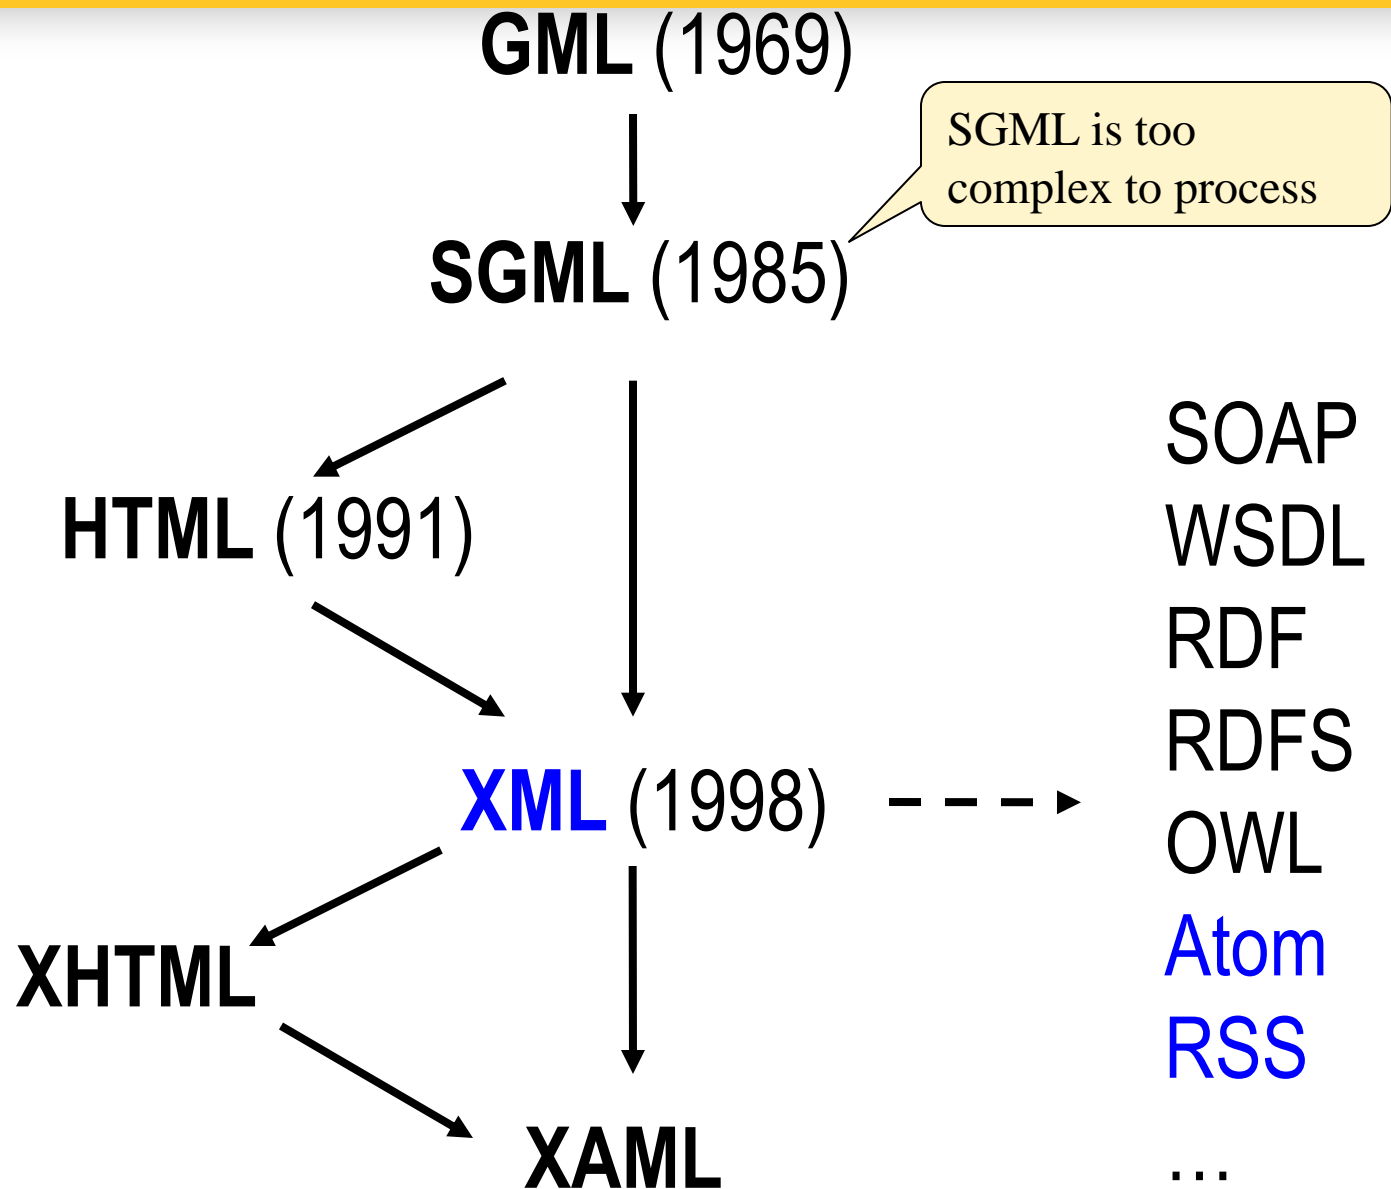 GML (1969)
SGML is too
complex to process
SGML (1985)
HTML (1991)
XML (1998)
XHTML
XAML
SOAP
WSDL
RDF
RDFS
OWL
Atom
RSS
…